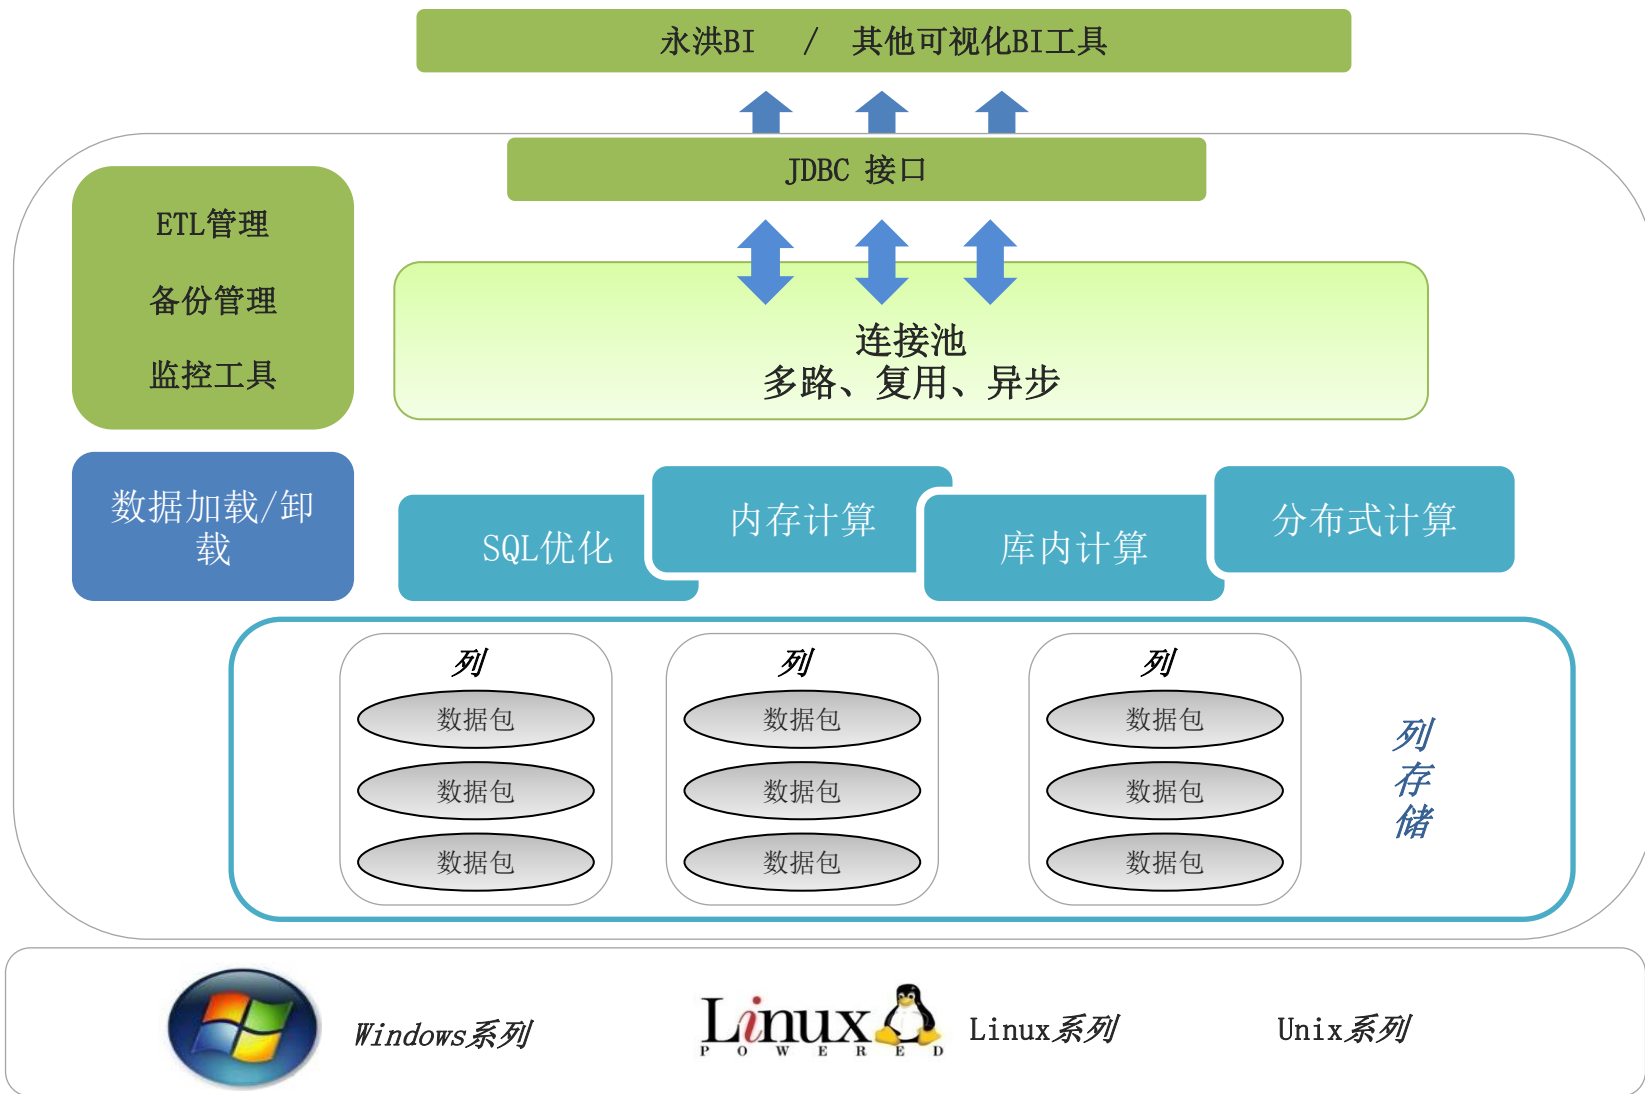 永洪BI / 其他可视化BI工具
JDBC 接口
ETL管理
备份管理
监控工具
连接池
多路、复用、异步
数据加载/卸
载
SQL优化
内存计算
库内计算
分布式计算
列
数据包
数据包
数据包
列
数据包
数据包
数据包
列
数据包
数据包
数据包
列
存
储
Windows系列
Linux
POWERED
Linux系列
Unix系列